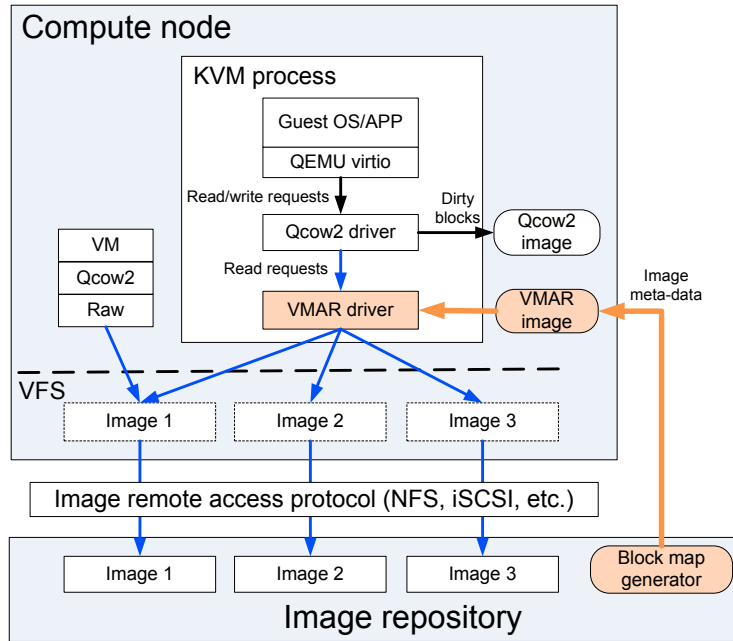 Compute node
KVM process
Guest OS/APP
QEMU virtio
Read/write requests
Dirty
blocks
Qcow2 driver
Qcow2
image
VM
Qcow2
Raw
Read requests
VMAR driver
VMAR
image
Image
meta-data
VFS
Image 1
Image 2
Image 3
Image remote access protocol (NFS, iSCSI, etc.)
Image 1
Image 2
Image 3
Block map
generator
Image repository